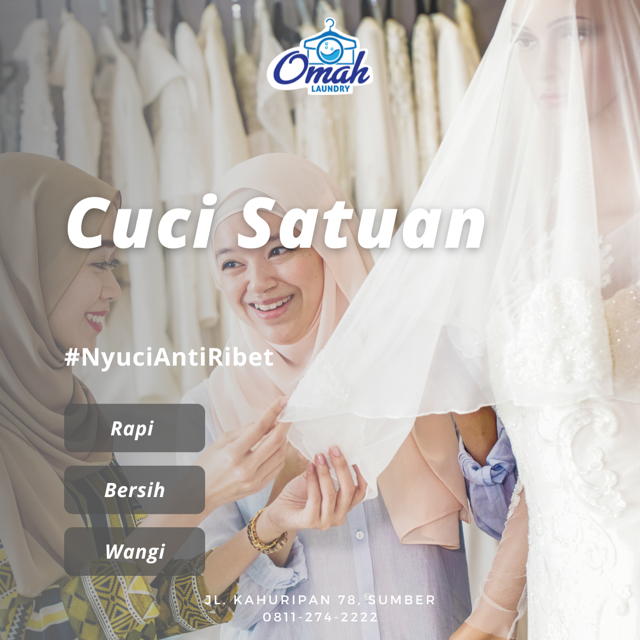 Omah
LAUNDRY
Cuci Satuan
#NyuciAntiRibet
Rapi
Bersih
Wangi
JL. KAHURIPAN 78, SUMBER
0811-274-2222